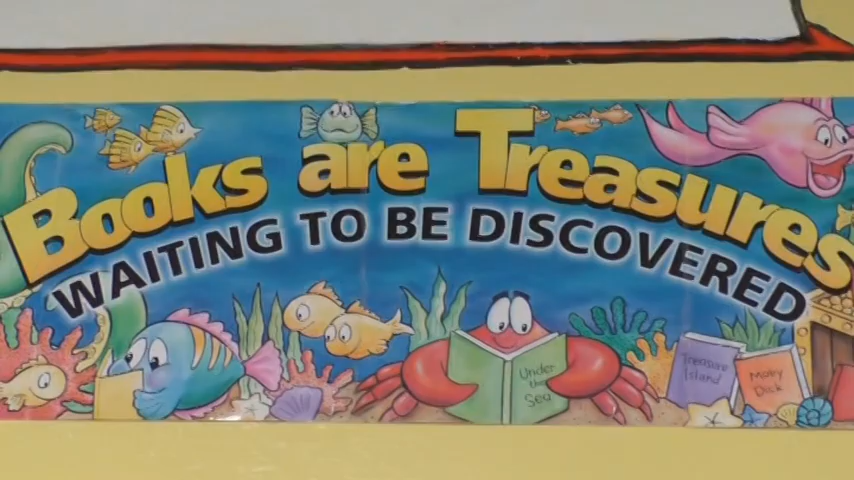 Books are Treasures
WAITING TO BE DISCOVERED
Under
the
Sea
Treasure
Island
Moby
Dick